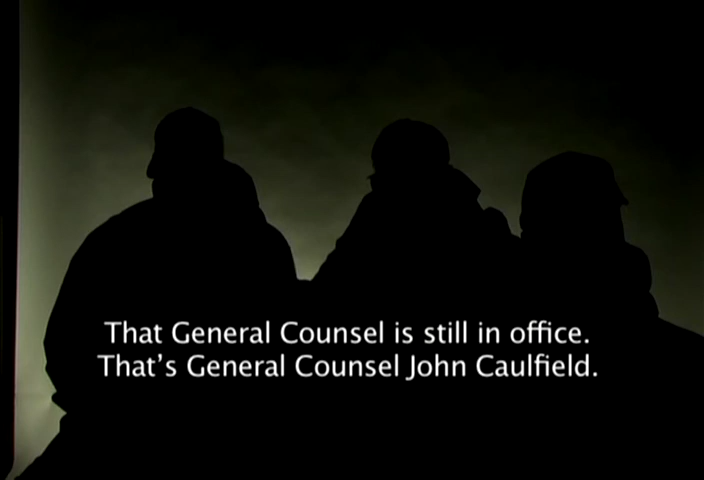 That General Counsel is still in office.
That's General Counsel John Caulfield.